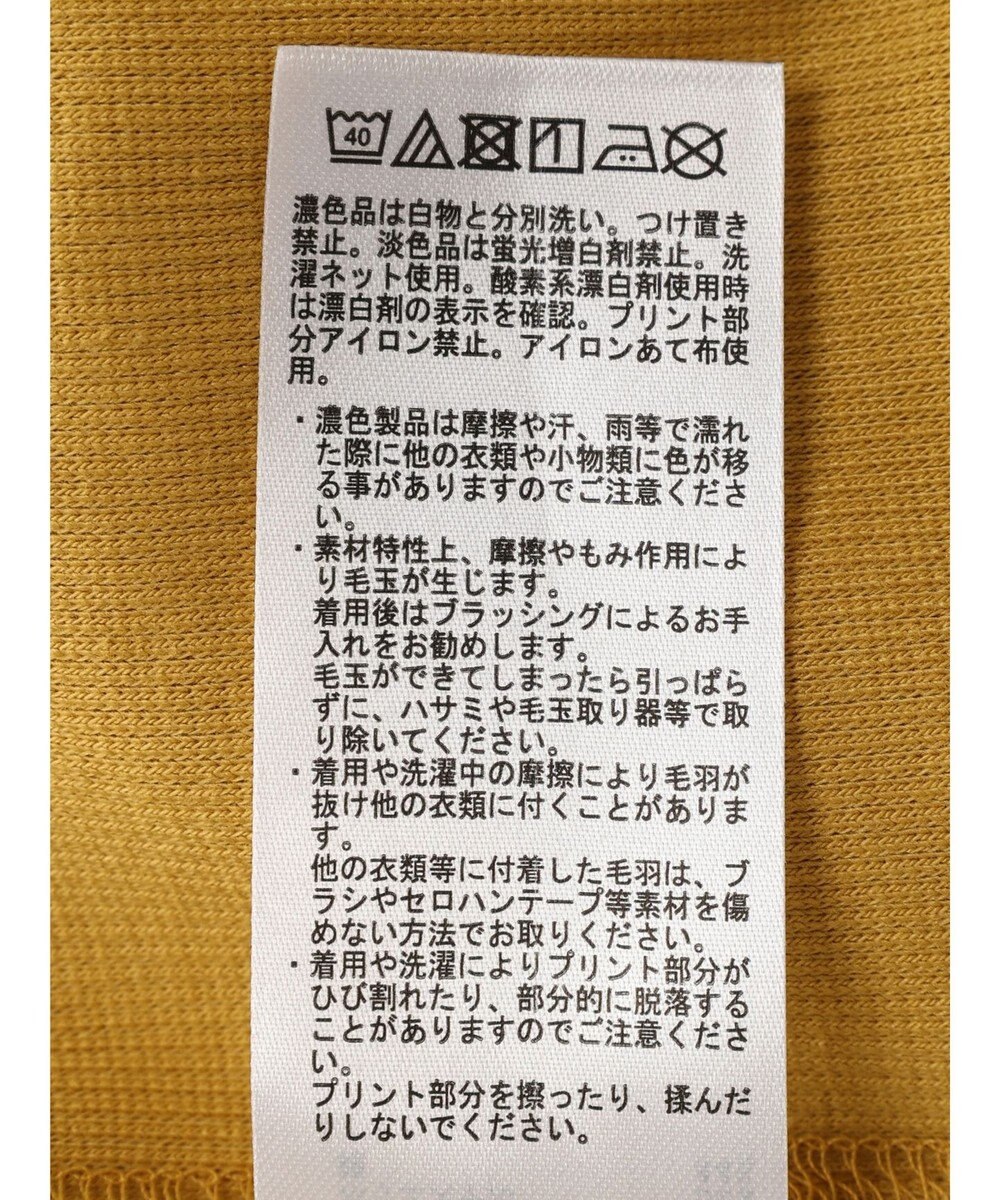 40
濃色品は白物と分別洗い。つけ置き
禁止。淡色品は蛍光増白剤禁止。洗
濯ネット使用。酸素系漂白剤使用時
は漂白剤の表示を確認。プリント部
分アイロン禁止。アイロンあて布使
用。
・濃色製品は摩擦や汗、雨等で濡れ
た際に他の衣類や小物類に色が移
る事がありますのでご注意くださ
い。
・素材特性上、摩擦やもみ作用によ
り毛玉が生じます。
着用後はブラッシングによるお手
入れをお勧めします。
毛玉ができてしまったら引っぱら
ずに、ハサミや毛玉取り器等で取
り除いてください。
・着用や洗濯中の摩擦により毛羽が
抜け他の衣類に付くことがありま
す。
他の衣類等に付着した毛羽は、ブ
ラシやセロハンテープ等素材を傷
めない方法でお取りください。
・着用や洗濯によりプリント部分が
ひび割れたり、部分的に脱落する
ことがありますのでご注意くださ
い。
プリント部分を擦ったり、揉んだ
りしないでください。